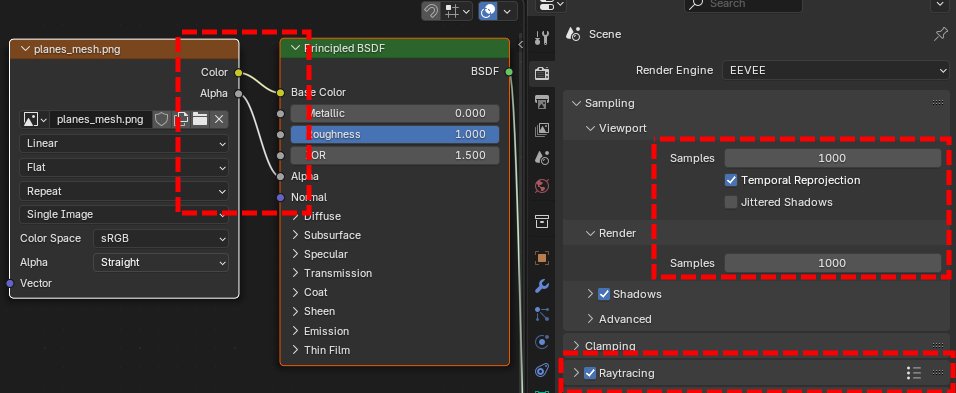 planes_mesh.png
Color
Alpha
planes_mesh.png
Linear
Flat
Repeat
Single Image
Color Space sRGB
Alpha Straight
Vector
Principled BSDF
BSDF
Base Color
Metallic 0.000
Roughness 1.000
IOR 1.500
Alpha
Normal
Diffuse
Subsurface
Specular
Transmission
Coat
Sheen
Emission
Thin Film
Search
Scene
Render Engine EEVEE
Sampling
Viewport
Samples 1000
Temporal Reprojection
Jittered Shadows
Render
Samples 1000
Shadows
Advanced
Clamping
Raytracing